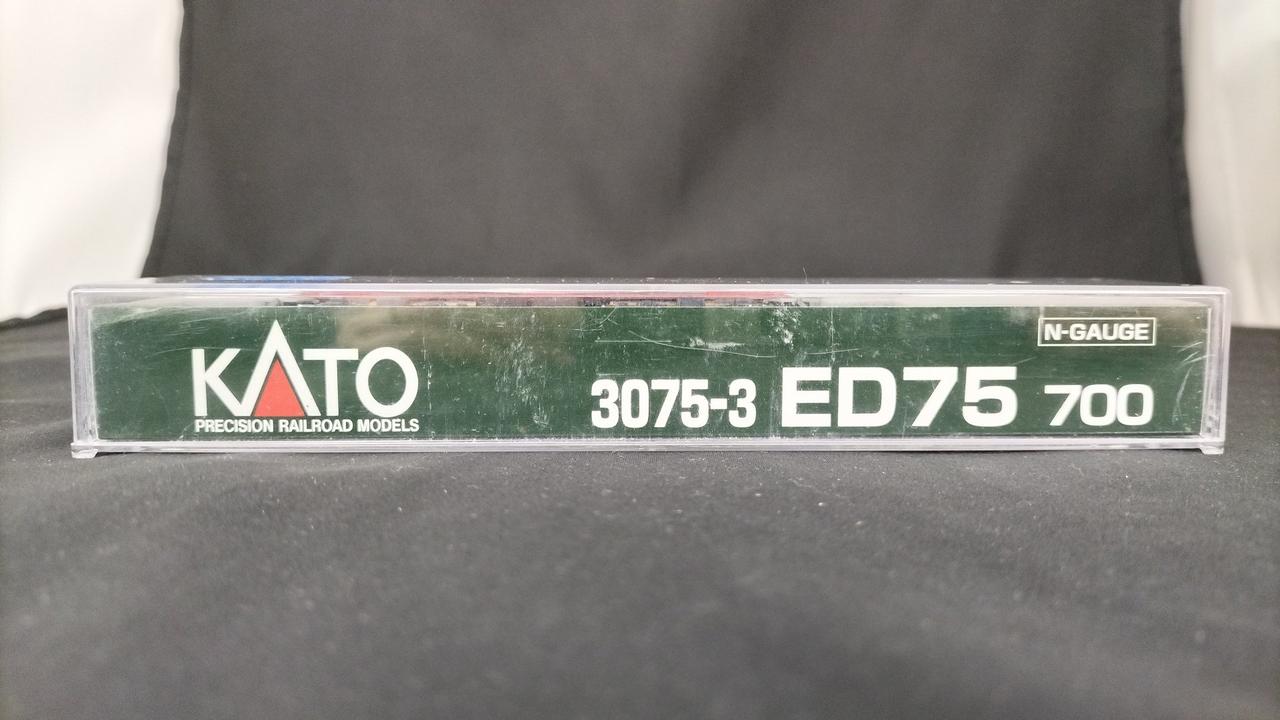 N-GAUGE
KATO 3075-3 ED75 700
PRECISION RAILROAD MODELS